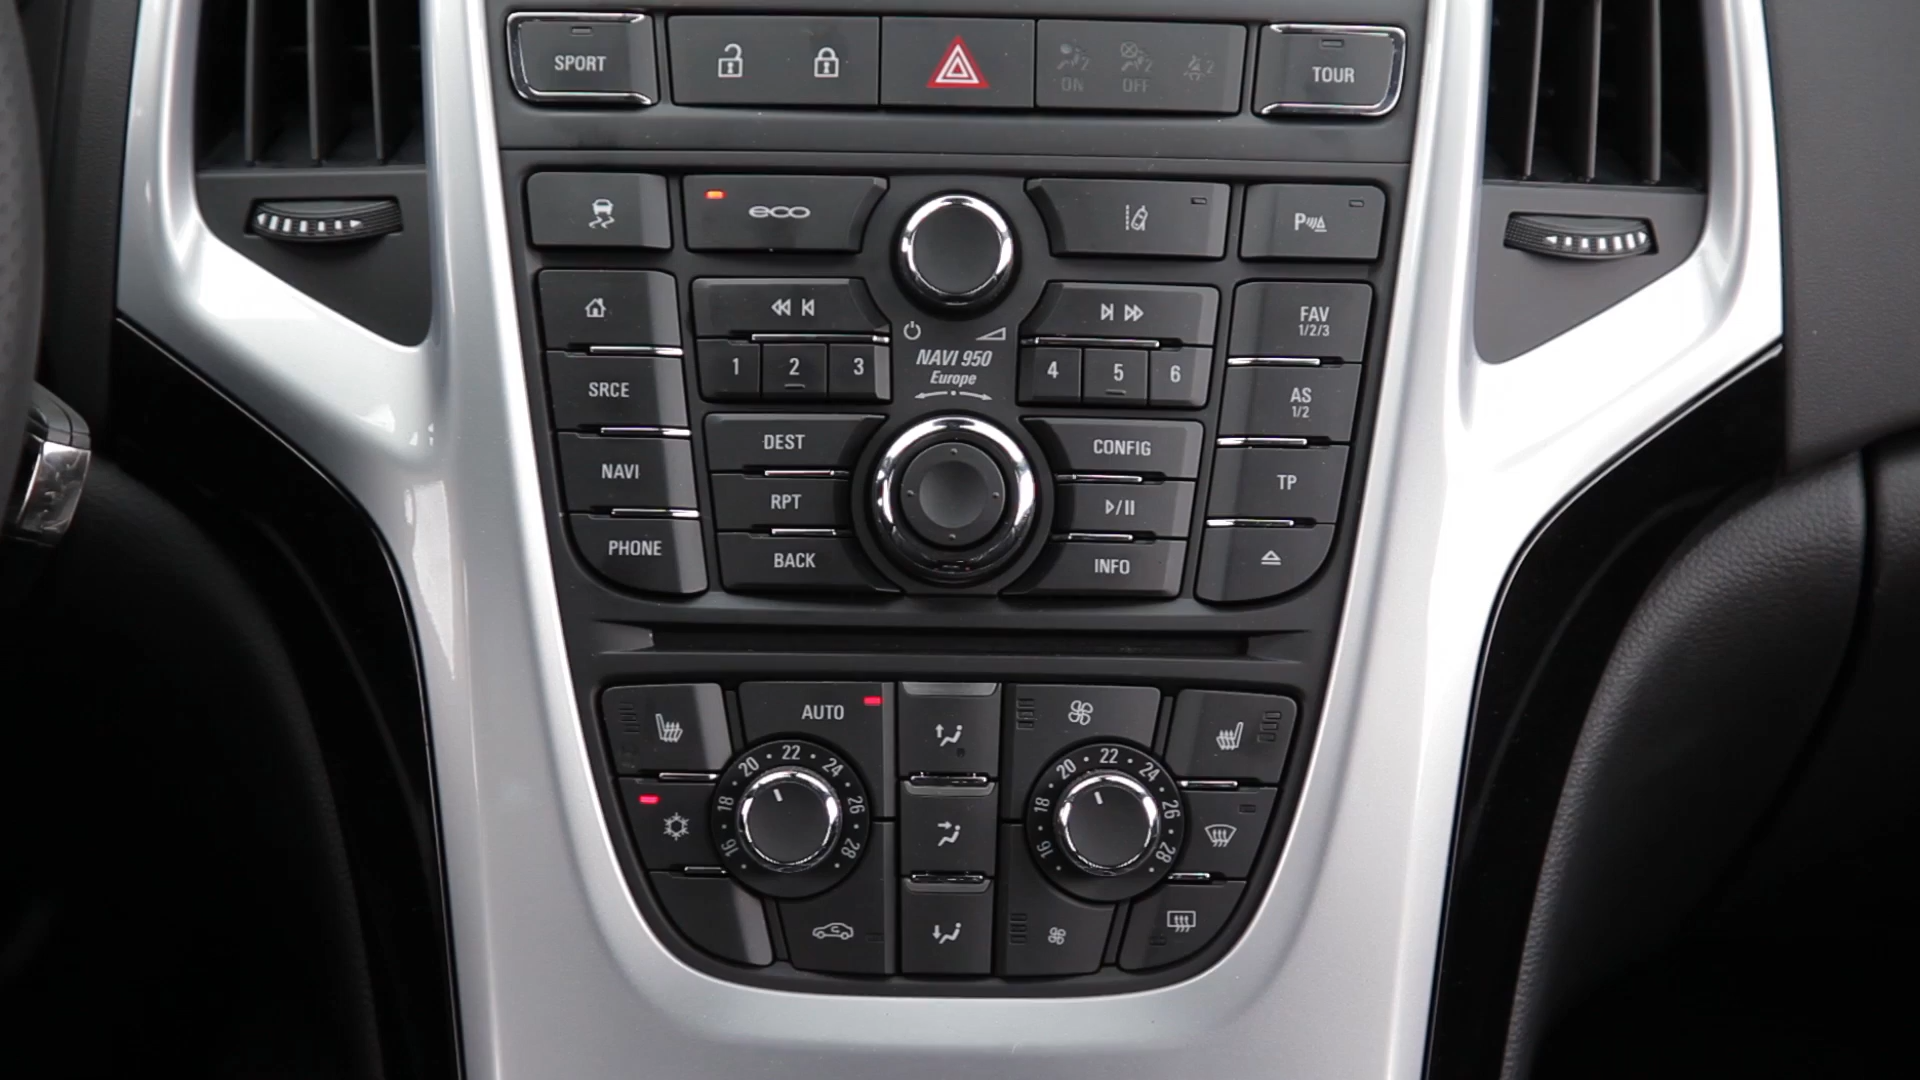 SPORT
ON
OFF
TOUR
eco
P
1
2
3
NAVI 950
Europe
4
5
6
FAV
1/2/3
SRCE
AS
1/2
DEST
CONFIG
NAVI
RPT
TP
PHONE
BACK
INFO
AUTO
16 18 20 22 24 26 28
16 18 20 22 24 26 28